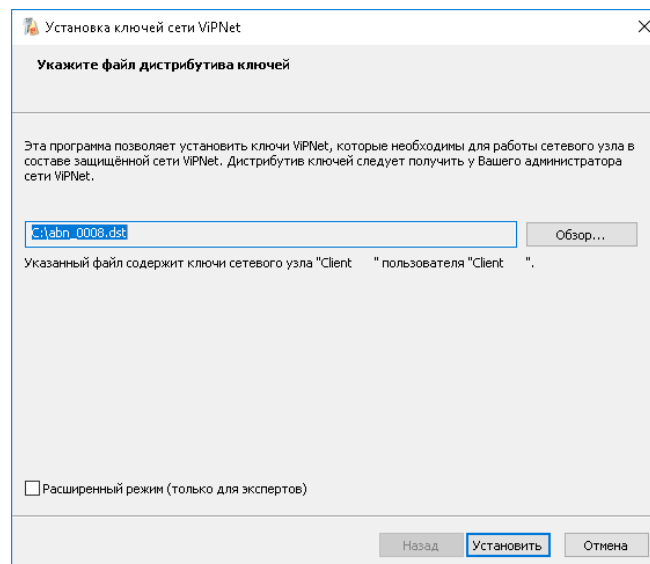 Установка ключей сети ViPNet
Укажите файл дистрибутива ключей
Эта программа позволяет установить ключи ViPNet, которые необходимы для работы сетевого узла в
составе защищённой сети ViPNet. Дистрибутив ключей следует получить у Вашего администратора
сети ViPNet.
C:\abn_0008.dst
Обзор...
Указанный файл содержит ключи сетевого узла "Client " пользователя "Client ".
Расширенный режим (только для экспертов)
Назад Установить Отмена